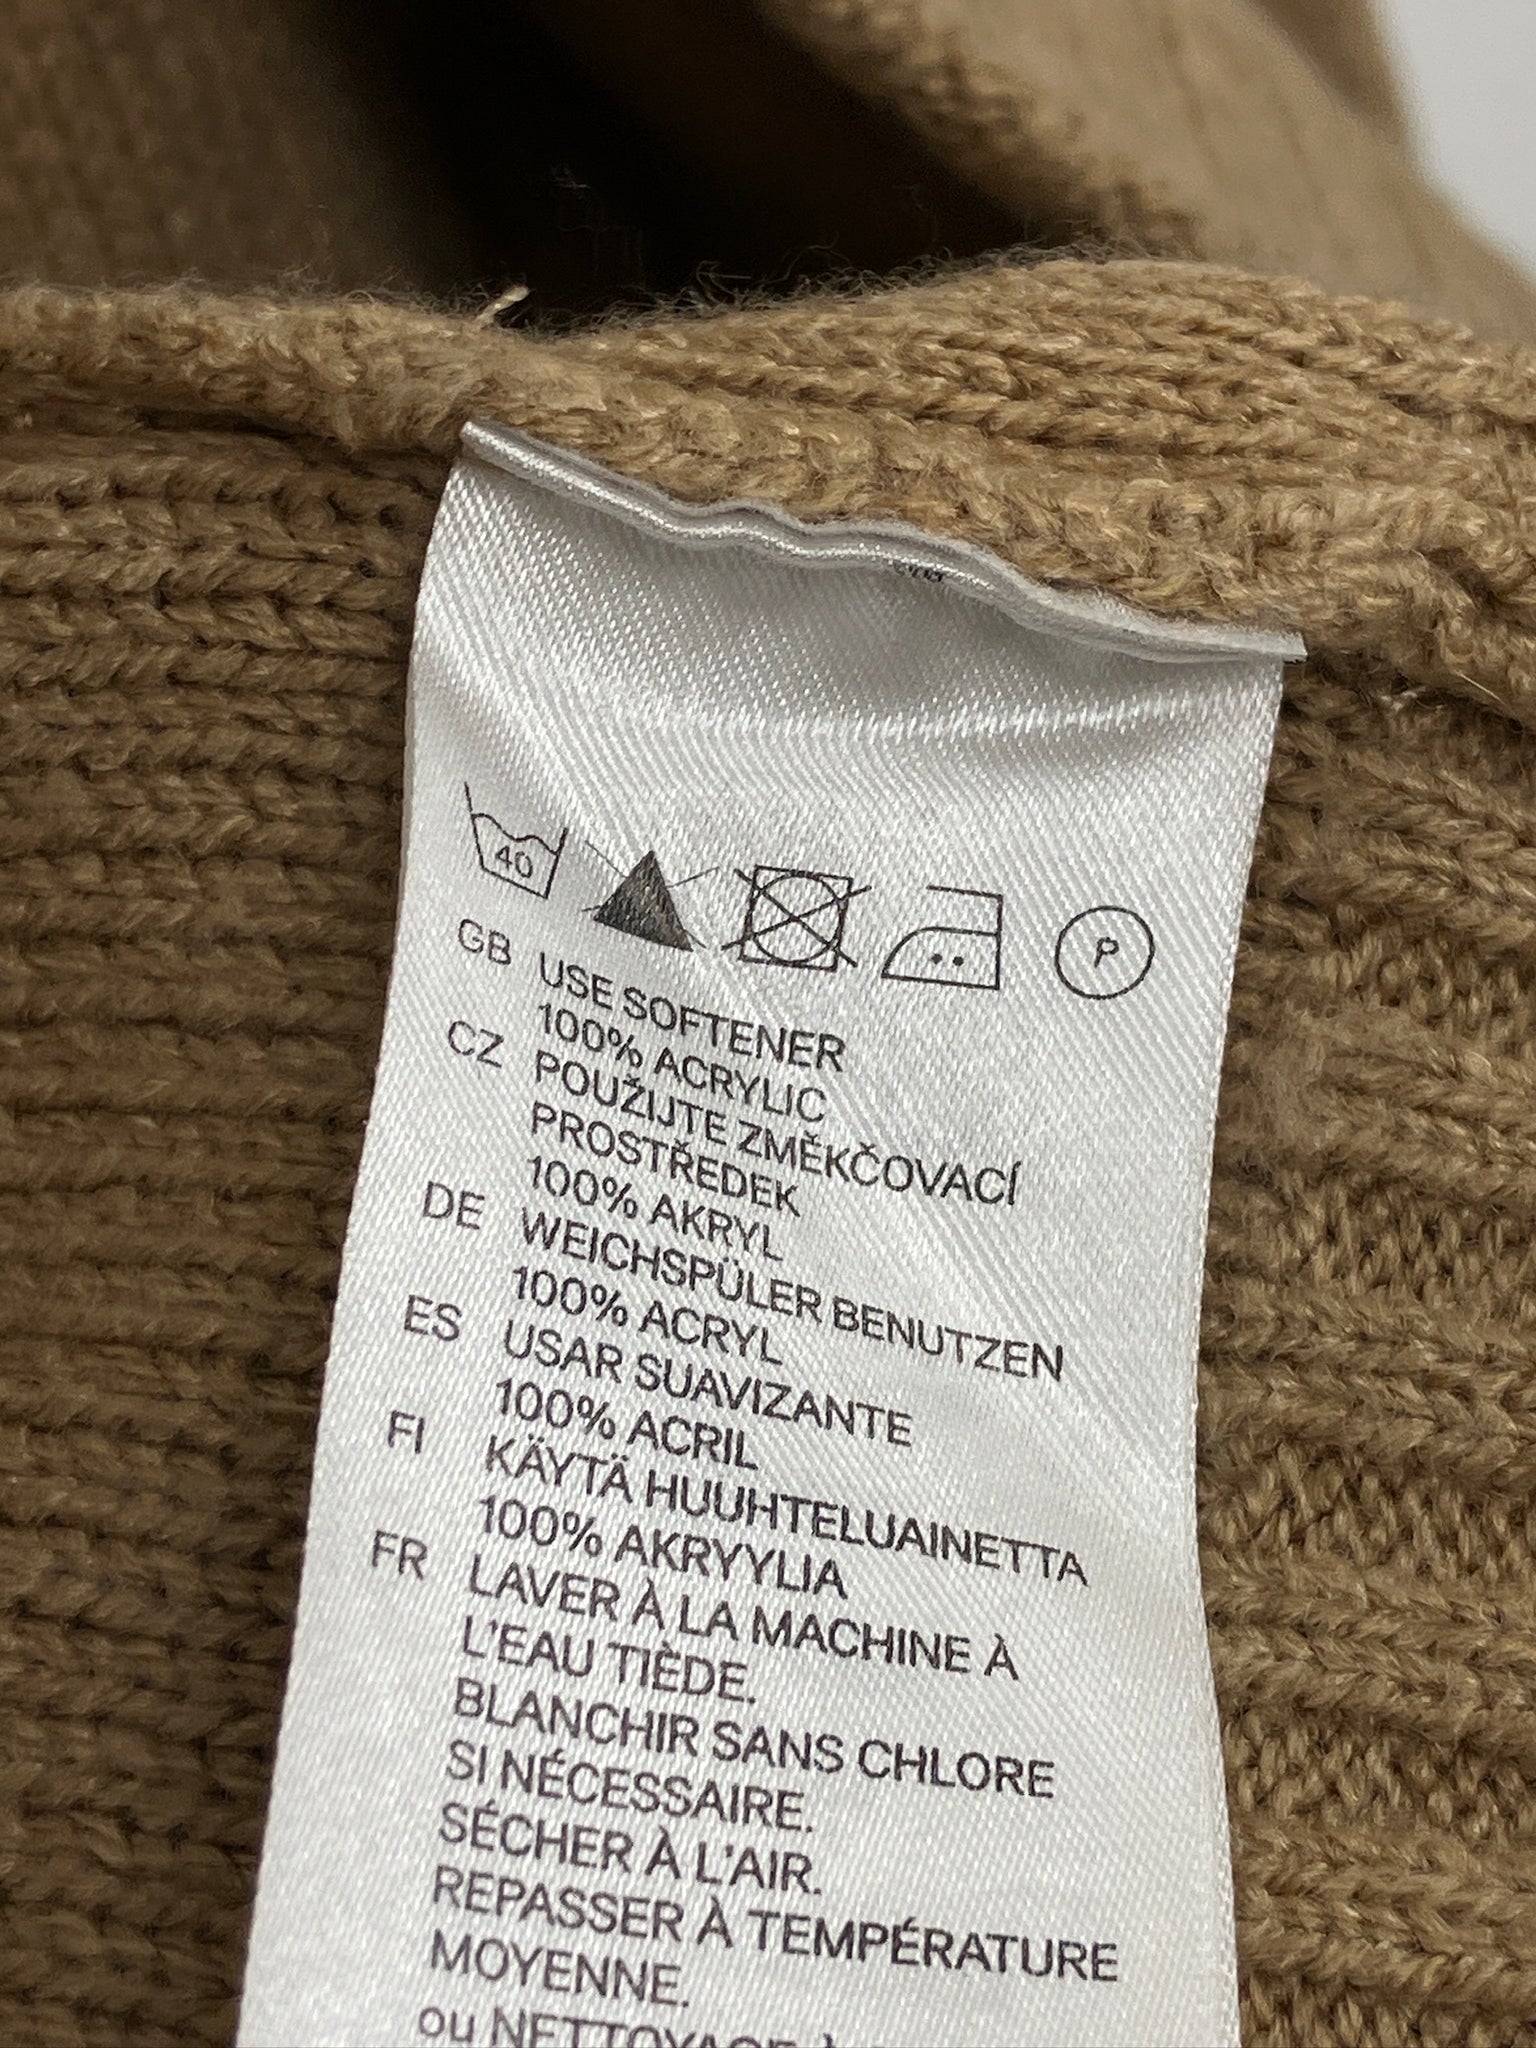 40
P
GB USE SOFTENER
100% ACRYLIC
CZ POUŽIJTE ZMĚKČOVACÍ
PROSTŘEDEK
100% AKRYL
DE WEICHSPÜLER BENUTZEN
100% ACRYL
ES USAR SUAVIZANTE
100% ACRIL
FI KÄYTÄ HUUHTELUAINETTA
100% AKRYYLIA
FR LAVER À LA MACHINE À
L'EAU TIÈDE.
BLANCHIR SANS CHLORE
SI NÉCESSAIRE.
SÉCHER À L'AIR.
REPASSER À TEMPÉRATURE
MOYENNE.
ou NETTOYAGE À